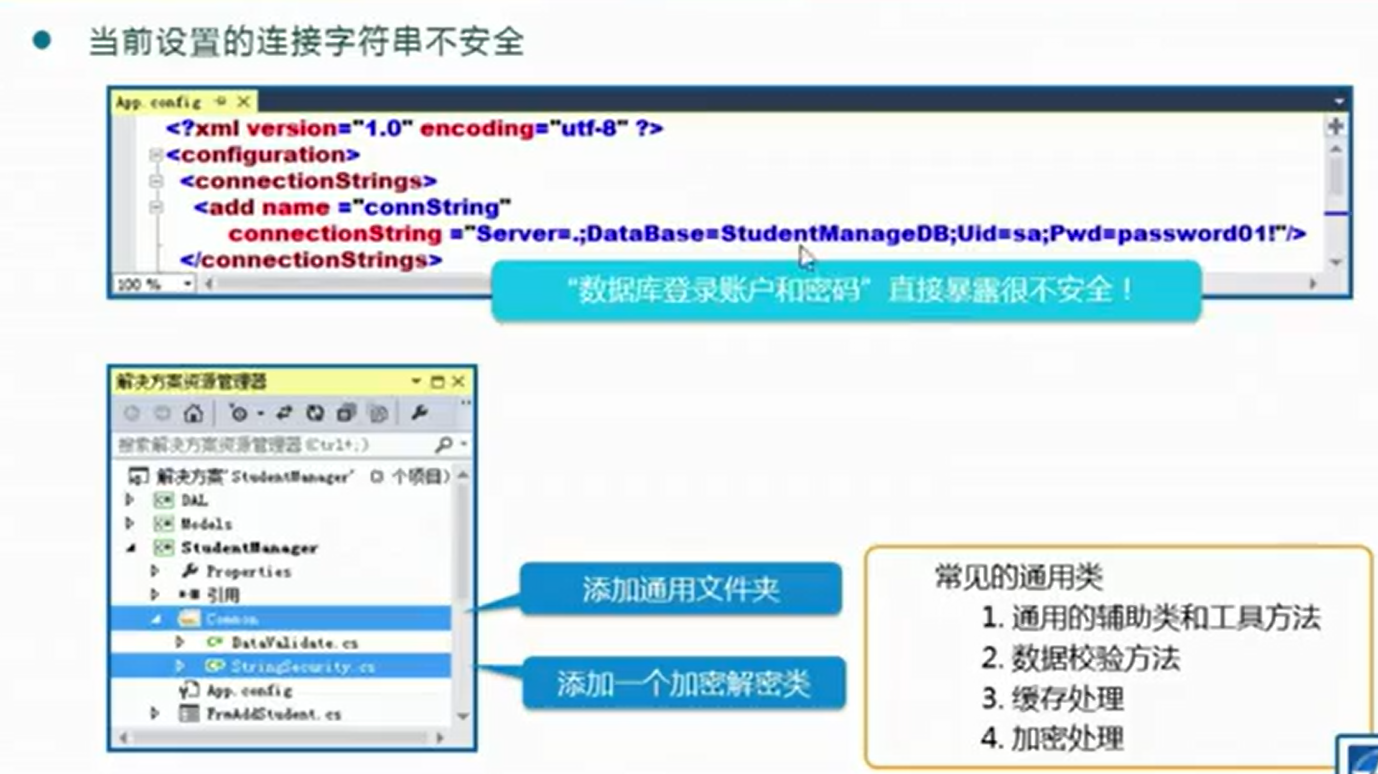 当前设置的连接字符串不安全
App.config
<?xml version="1.0" encoding="utf-8" ?>
<configuration>
<connectionStrings>
<add name ="connString"
connectionString ="Server=.;DataBase=StudentManageDB;Uid=sa;Pwd=password01!"/>
</connectionStrings>
100 %
“数据库登录账户和密码”直接暴露很不安全！
解决方案资源管理器
搜索解决方案资源管理器(Ctrl+;)
解决方案'StudentManager' (3 个项目)
DAL
Models
StudentManager
Properties
引用
Common
DataValidate.cs
StringSecurity.cs
App.config
FrmAddStudent.cs
添加通用文件夹
添加一个加密解密类
常见的通用类
1. 通用的辅助类和工具方法
2. 数据校验方法
3. 缓存处理
4. 加密处理